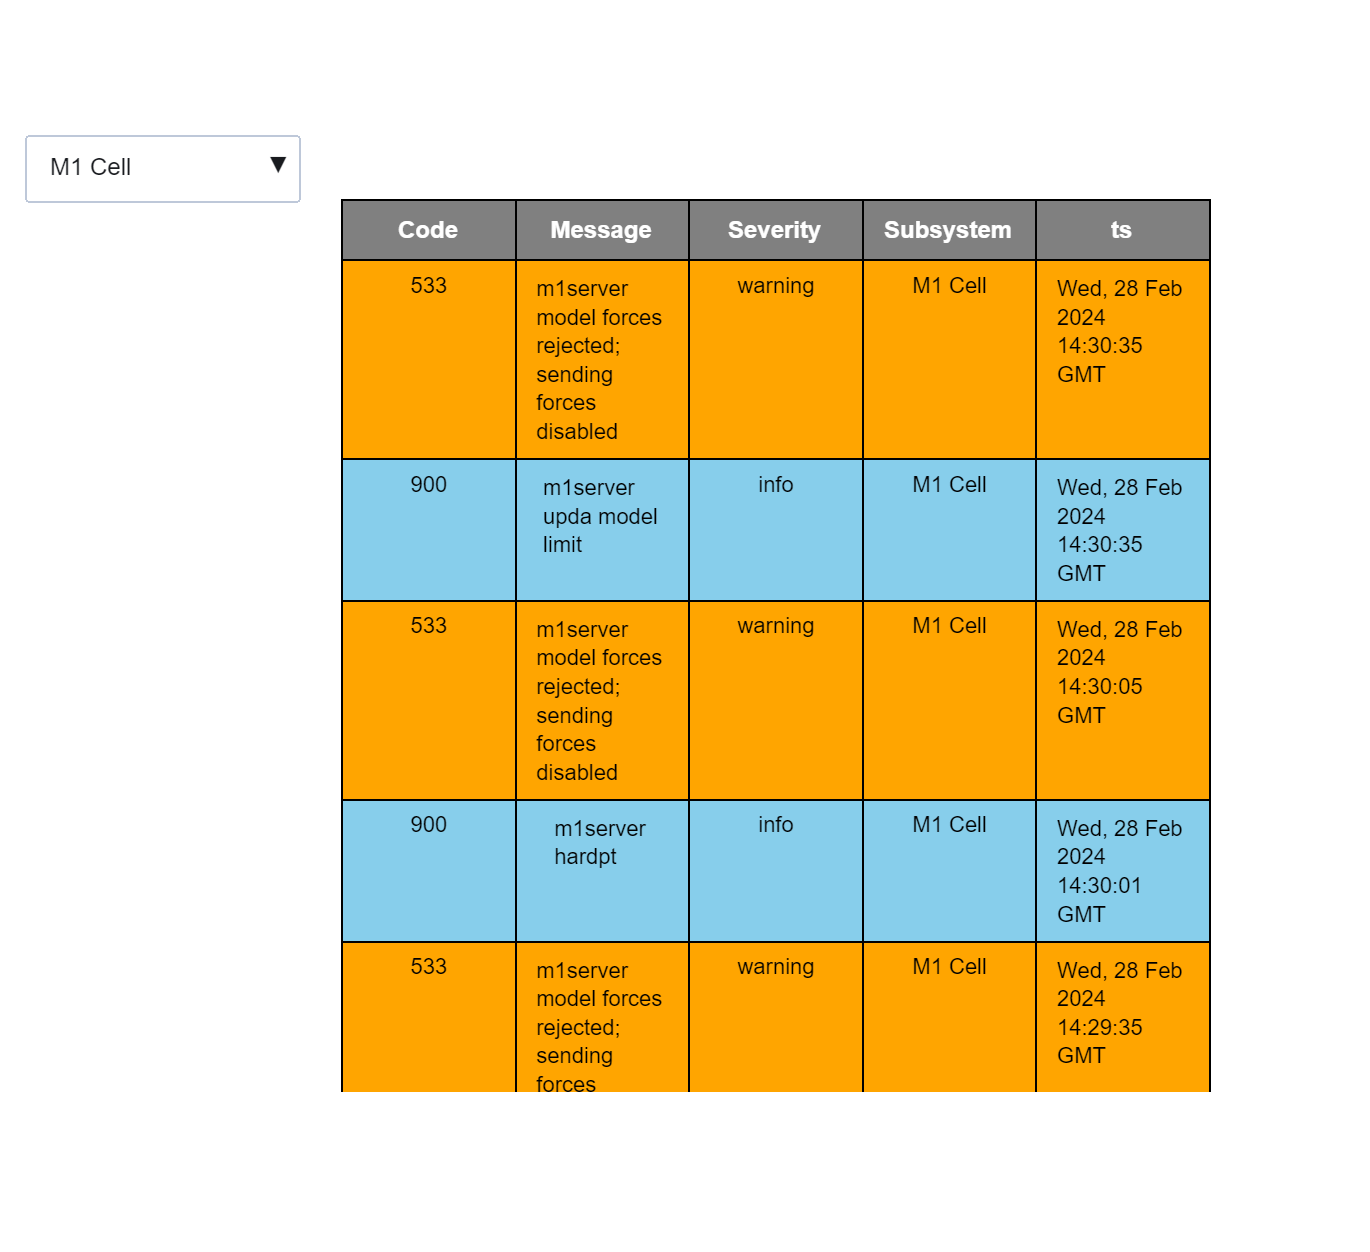 M1 Cell ▼
Code Message Severity Subsystem ts
533 m1server warning M1 Cell Wed, 28 Feb
model forces 2024
rejected; 14:30:35
sending GMT
forces
disabled
900 m1server info M1 Cell Wed, 28 Feb
upda model 2024
limit 14:30:35
GMT
533 m1server warning M1 Cell Wed, 28 Feb
model forces 2024
rejected; 14:30:05
sending GMT
forces
disabled
900 m1server info M1 Cell Wed, 28 Feb
hardpt 2024
14:30:01
GMT
533 m1server warning M1 Cell Wed, 28 Feb
model forces 2024
rejected; 14:29:35
sending GMT
forces